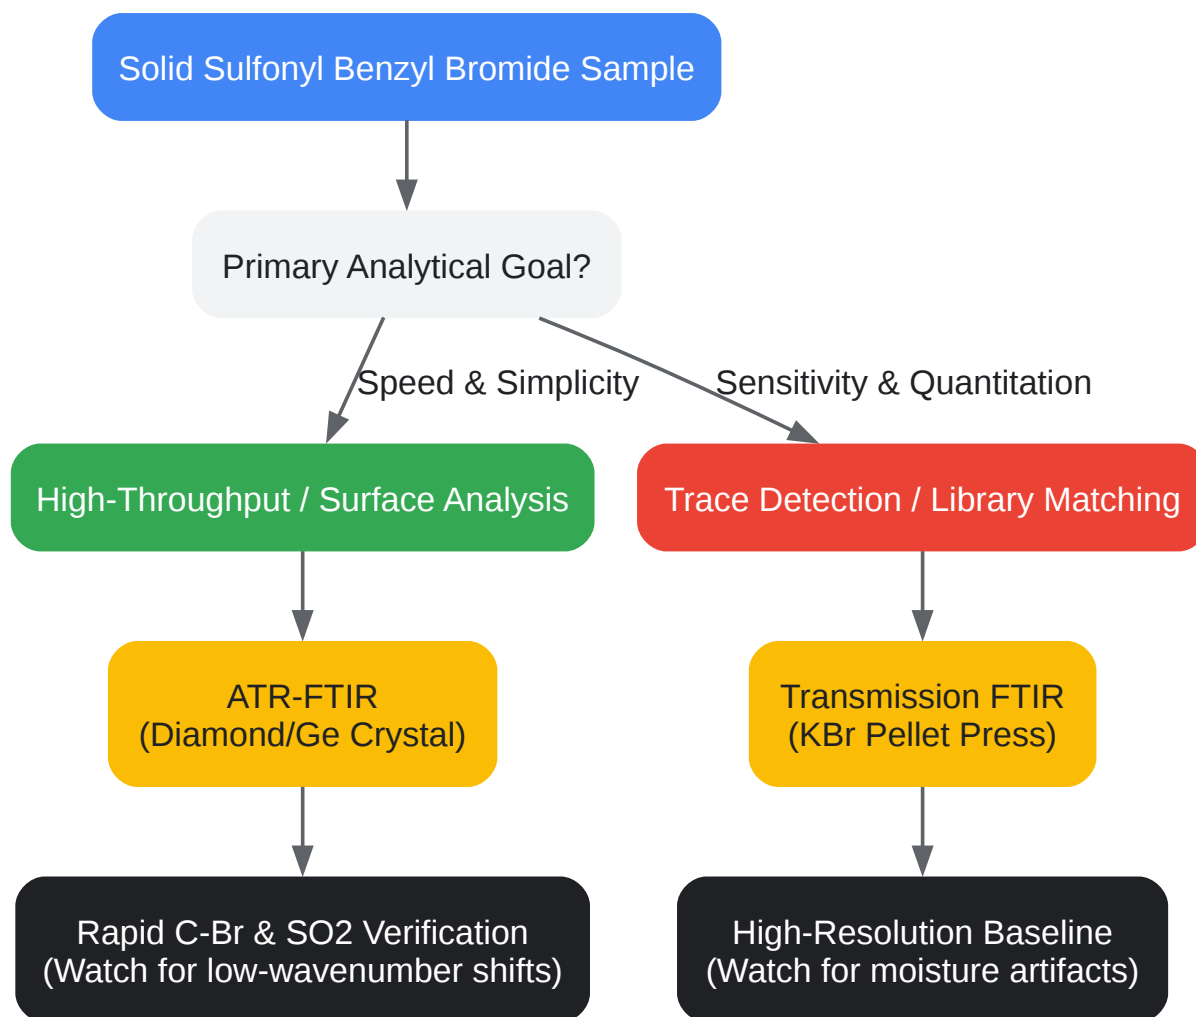 Solid Sulfonyl Benzyl Bromide Sample
Primary Analytical Goal?
Speed & Simplicity
Sensitivity & Quantitation
High-Throughput / Surface Analysis
Trace Detection / Library Matching
ATR-FTIR
(Diamond/Ge Crystal)
Transmission FTIR
(KBr Pellet Press)
Rapid C-Br & SO2 Verification
(Watch for low-wavenumber shifts)
High-Resolution Baseline
(Watch for moisture artifacts)